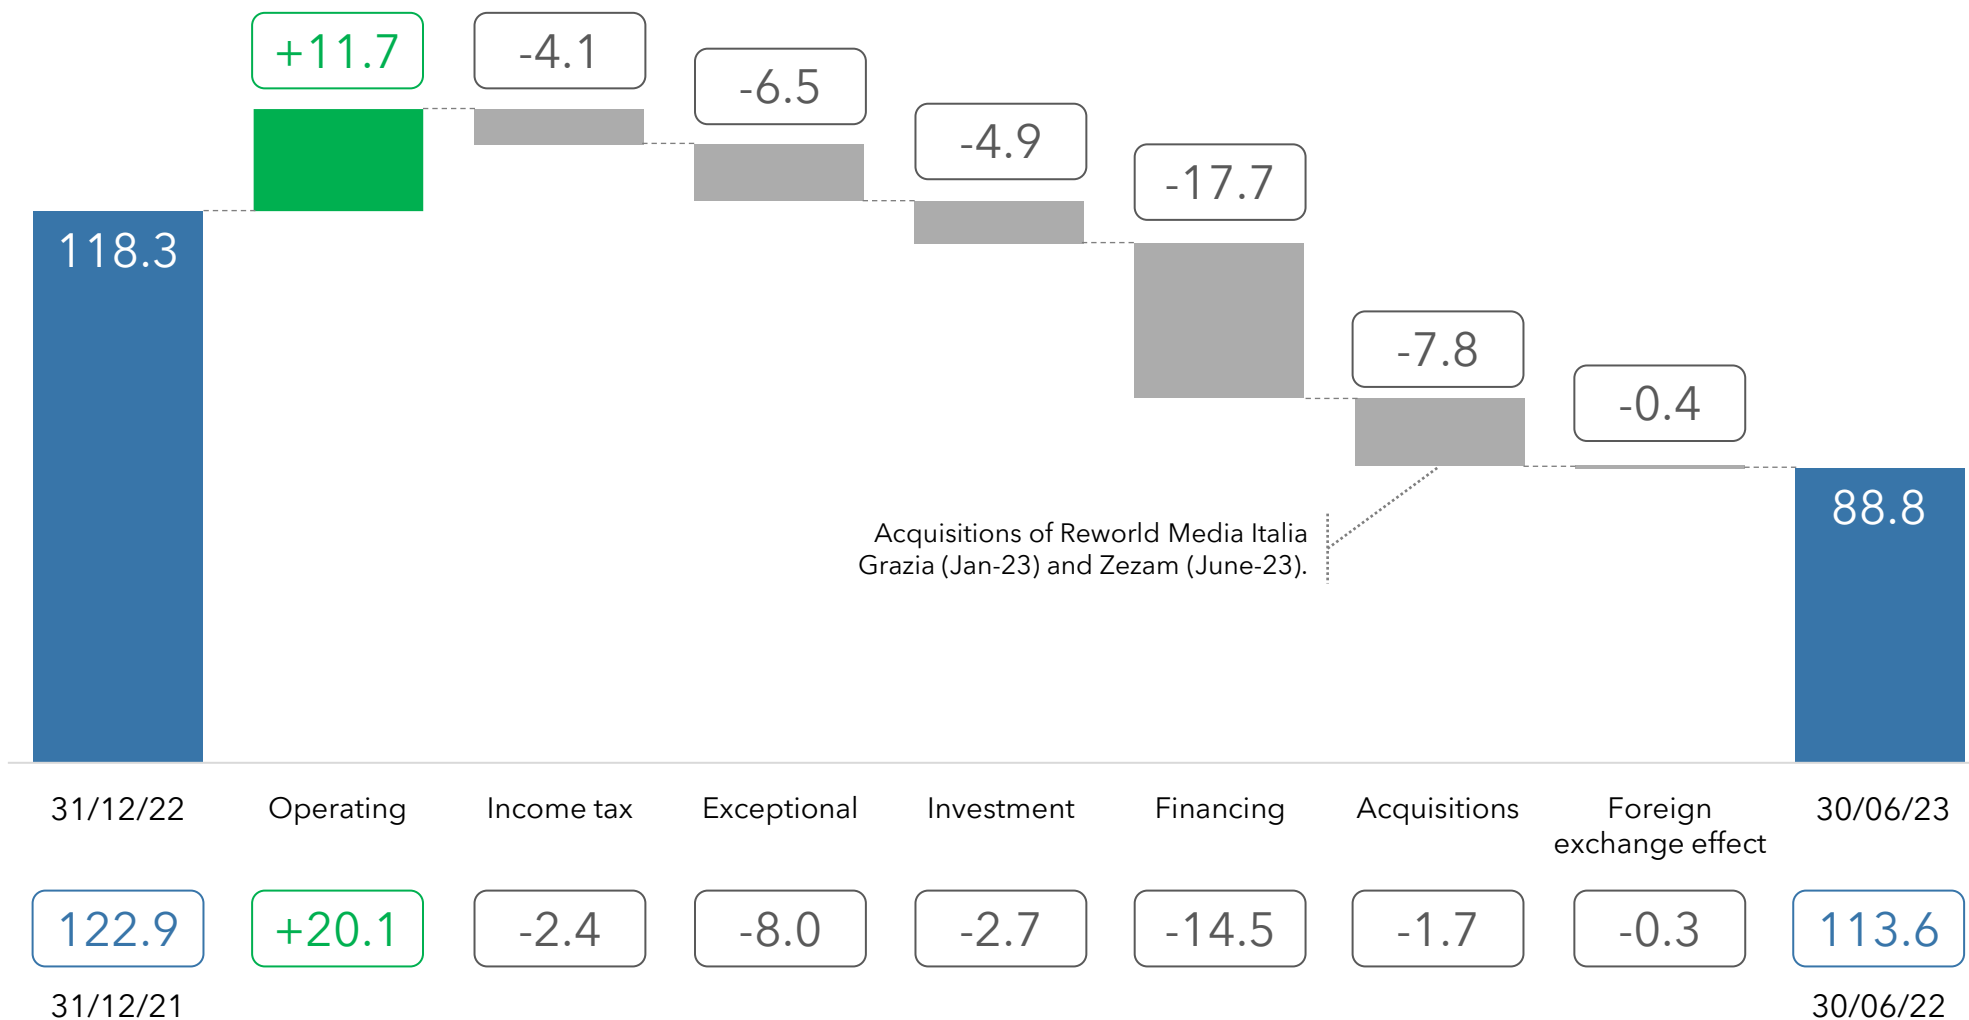 +11.7
-4.1
-6.5
-4.9
-17.7
118.3
-7.8
-0.4
88.8
Acquisitions of Reworld Media Italia
Grazia (Jan-23) and Zezam (June-23).
31/12/22
Operating
Income tax
Exceptional
Investment
Financing
Acquisitions
Foreign
exchange effect
30/06/23
122.9
+20.1
-2.4
-8.0
-2.7
-14.5
-1.7
-0.3
113.6
31/12/21
30/06/22